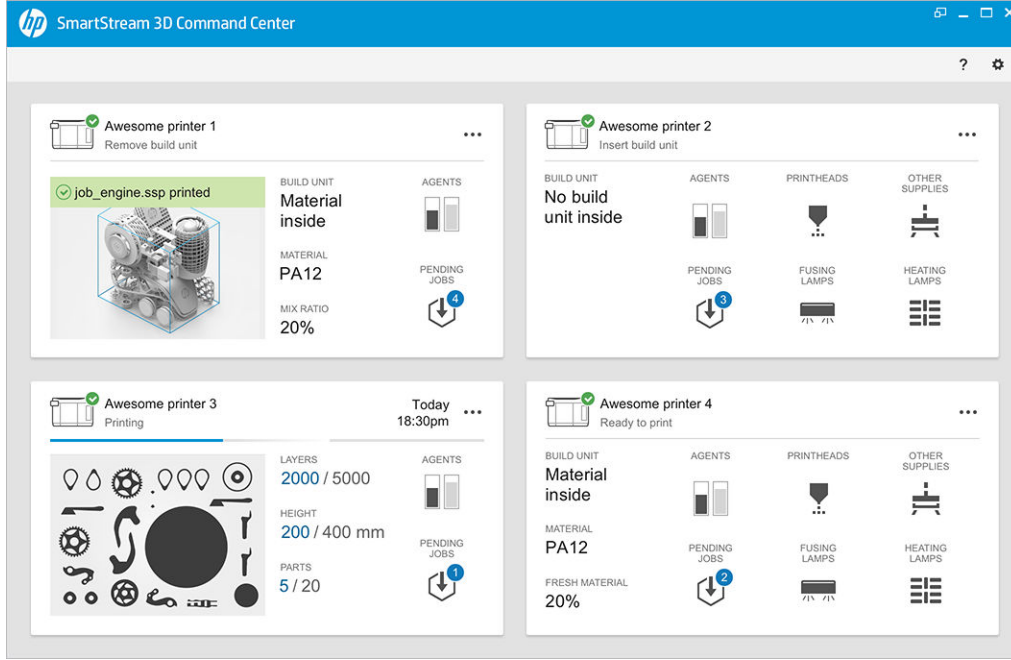 hp SmartStream 3D Command Center
?
Awesome printer 1
Remove build unit
job_engine.ssp printed
BUILD UNIT
Material
inside
MATERIAL
PA12
MIX RATIO
20%
AGENTS
PENDING
JOBS
4
Awesome printer 2
Insert build unit
BUILD UNIT
No build
unit inside
AGENTS
PRINTHEADS
OTHER
SUPPLIES
PENDING
JOBS
3
FUSING
LAMPS
HEATING
LAMPS
Awesome printer 3
Printing
Today
18:30pm
LAYERS
2000 / 5000
HEIGHT
200 / 400 mm
PARTS
5 / 20
AGENTS
PENDING
JOBS
1
Awesome printer 4
Ready to print
BUILD UNIT
Material
inside
MATERIAL
PA12
FRESH MATERIAL
20%
AGENTS
PRINTHEADS
OTHER
SUPPLIES
PENDING
JOBS
2
FUSING
LAMPS
HEATING
LAMPS